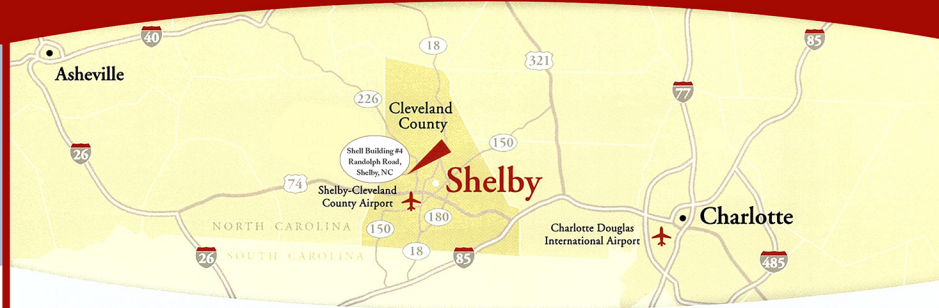 40
Asheville
18
321
85
77
226
Cleveland
County
26
150
Shell Building #4
Randolph Road,
Shelby, NC
74
Shelby
Shelby-Cleveland
County Airport
180
Charlotte
NORTH CAROLINA
150
Charlotte Douglas
International Airport
SOUTH CAROLINA
26
18
85
485